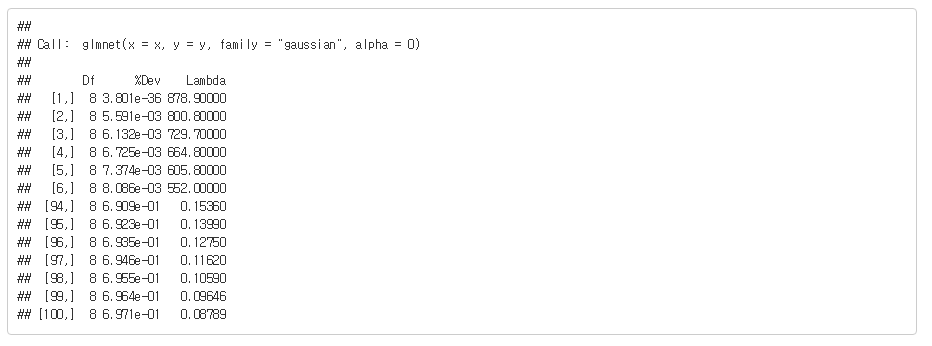 ##
## Call:  glmnet(x = x, y = y, family = "gaussian", alpha = 0)
##
##       Df      %Dev    Lambda
##   [1,]  8 3.801e-36 878.90000
##   [2,]  8 5.591e-03 800.80000
##   [3,]  8 6.132e-03 729.70000
##   [4,]  8 6.725e-03 664.80000
##   [5,]  8 7.374e-03 605.80000
##   [6,]  8 8.086e-03 552.00000
##  [94,]  8 6.909e-01   0.15360
##  [95,]  8 6.923e-01   0.13990
##  [96,]  8 6.935e-01   0.12750
##  [97,]  8 6.946e-01   0.11620
##  [98,]  8 6.955e-01   0.10590
##  [99,]  8 6.964e-01   0.09646
## [100,]  8 6.971e-01   0.08789